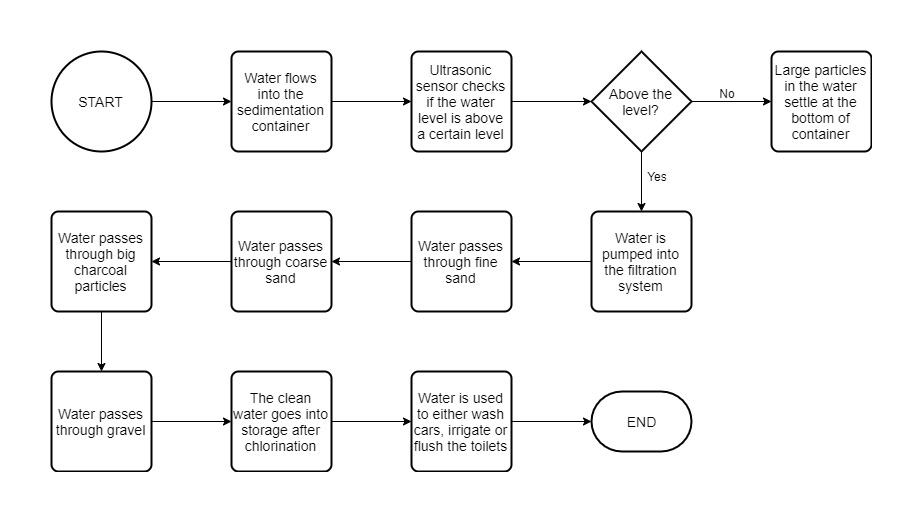 START
Water flows
into the
sedimentation
container
Ultrasonic
sensor checks
if the water
level is above
a certain level
Above the
level?
No
Large particles
in the water
settle at the
bottom of
container
Yes
Water is
pumped into
the filtration
system
Water passes
through fine
sand
Water passes
through coarse
sand
Water passes
through big
charcoal
particles
Water passes
through gravel
The clean
water goes into
storage after
chlorination
Water is used
to either wash
cars, irrigate or
flush the toilets
END